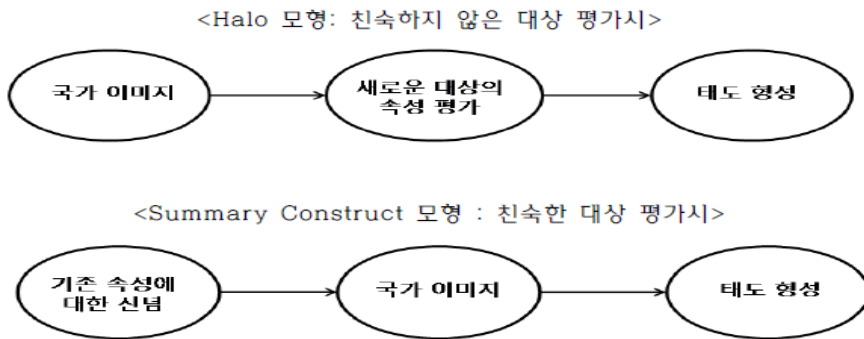 <Halo 모형: 친숙하지 않은 대상 평가시>
국가 이미지
새로운 대상의
속성 평가
태도 형성
<Summary Construct 모형 : 친숙한 대상 평가시>
기존 속성에
대한 신념
국가 이미지
태도 형성